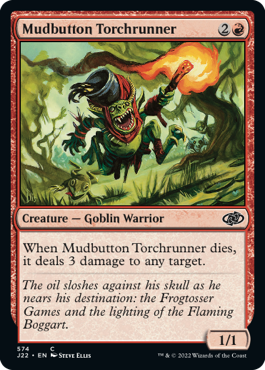 Mudbutton Torchrunner 2
Creature — Goblin Warrior
When Mudbutton Torchrunner dies,
it deals 3 damage to any target.
The oil sloshes against his skull as he
nears his destination: the Frogtosser
Games and the lighting of the Flaming
Boggart.
1/1
574 C
J22 • EN Steve Ellis
™ & © 2022 Wizards of the Coast